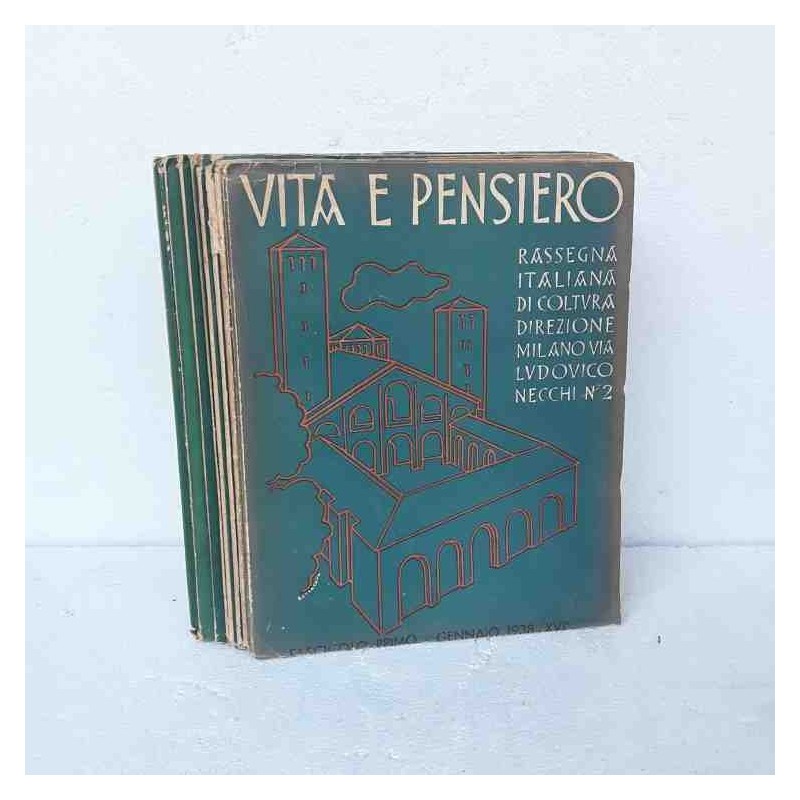 VITA E PENSIERO
RASSEGNA
ITALIANA
DI COLTVRA
DIREZIONE
MILANO VIA
LVDOVICO
NECCHI N° 2
FASCICOLO PRIMO - GENNAIO 1938 - XVI